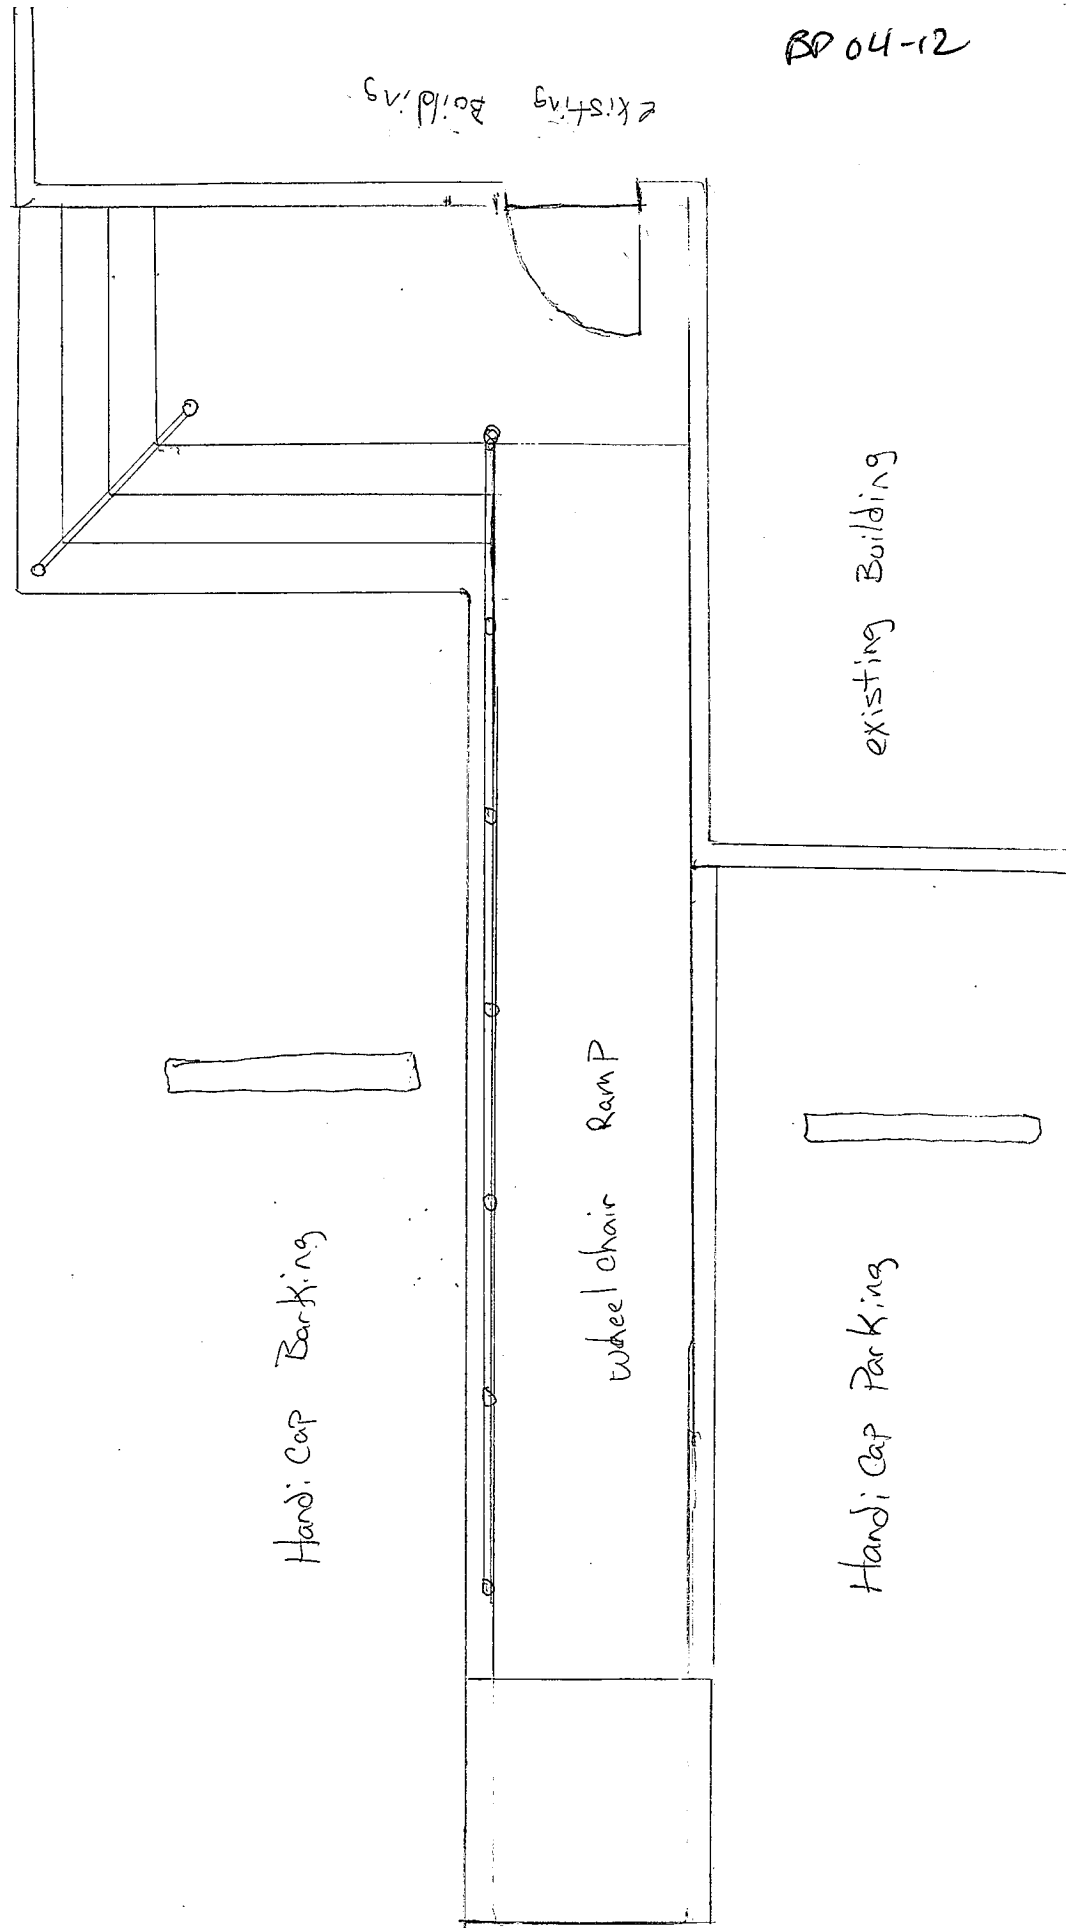 BP 04-12
existing Building
existing Building
Handi Cap Barking
wheel chair Ramp
Handi Cap Parking